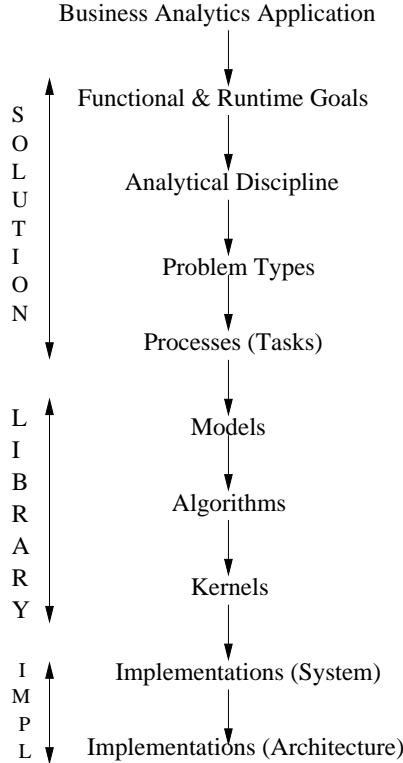 Business Analytics Application
Functional & Runtime Goals
Analytical Discipline
Problem Types
Processes (Tasks)
Models
Algorithms
Kernels
Implementations (System)
Implementations (Architecture)
SOLUTION
LIBRARY
IMPL